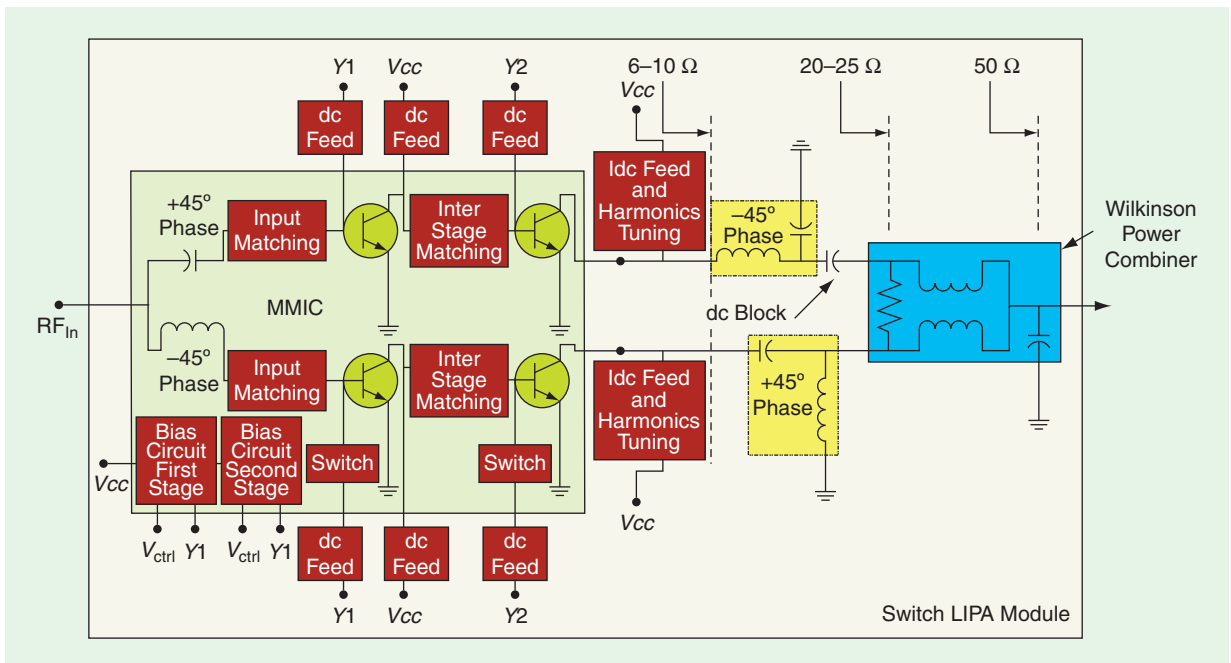 Y1
Vcc
Y2
6–10 Ω
20–25 Ω
50 Ω
Vcc
dc
Feed
dc
Feed
dc
Feed
Idc Feed
and
Harmonics
Tuning
+45° Phase
Input
Matching
Inter
Stage
Matching
–45°
Phase
Wilkinson
Power
Combiner
RFIn
MMIC
dc Block
–45°
Phase
Input
Matching
Inter
Stage
Matching
Idc Feed
and
Harmonics
Tuning
+45°
Phase
Bias
Circuit
First
Stage
Bias
Circuit
Second
Stage
Switch
Switch
Vcc
Vcc
Vctrl
Y1
Vctrl
Y1
dc
Feed
dc
Feed
dc
Feed
Y1
Vcc
Y2
Switch LIPA Module